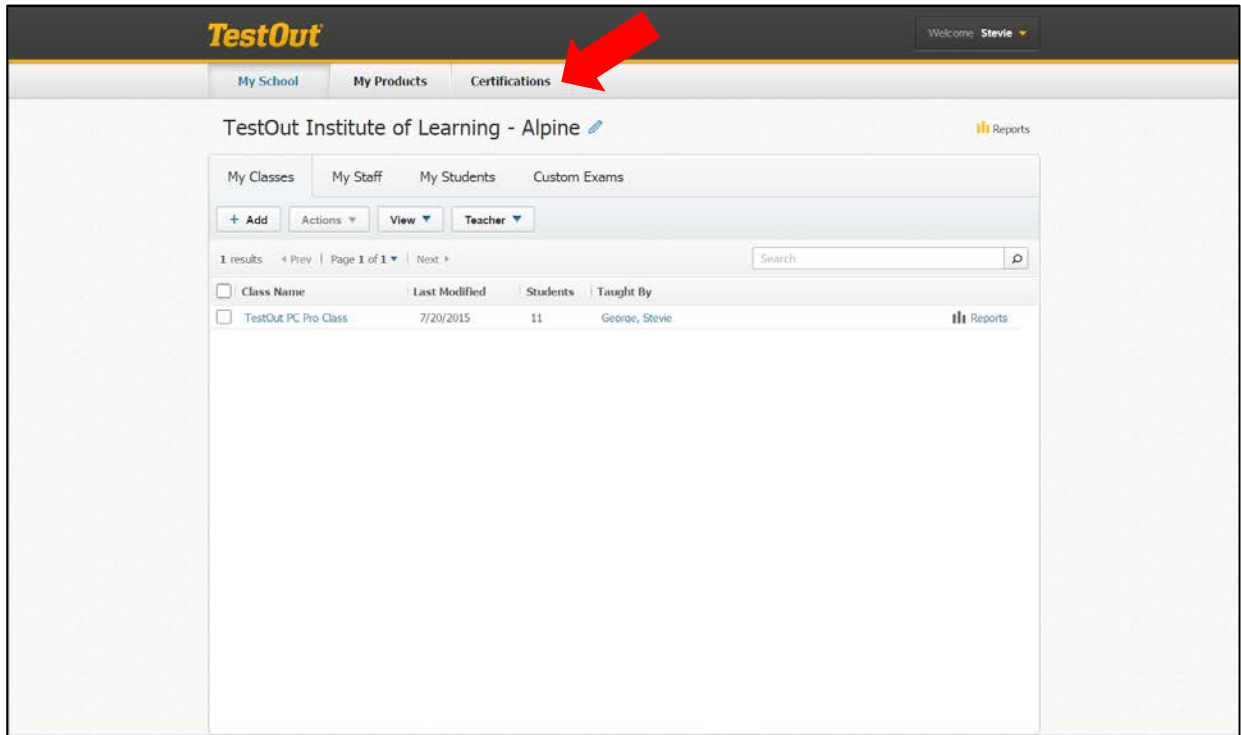 TestOut
Welcome Stevie
My School My Products Certifications
TestOut Institute of Learning - Alpine
Reports
My Classes My Staff My Students Custom Exams
+ Add Actions View Teacher
1 results Prev | Page 1 of 1 | Next
Search
Class Name Last Modified Students Taught By
TestOut PC Pro Class 7/20/2015 11 George, Stevie Reports